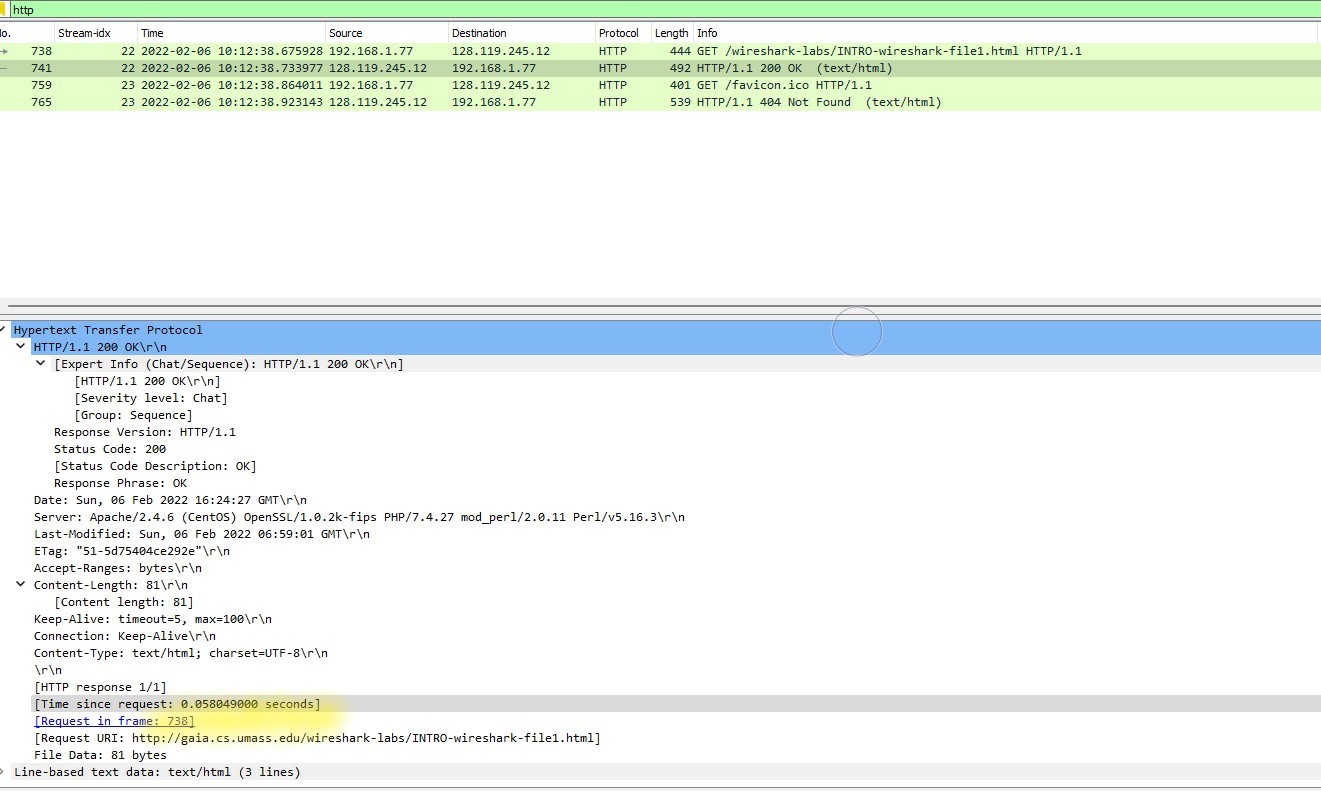 http
No. Stream-idx Time Source Destination Protocol Length Info
738 22 2022-02-06 10:12:38.675928 192.168.1.77 128.119.245.12 HTTP 444 GET /wireshark-labs/INTRO-wireshark-file1.html HTTP/1.1
741 22 2022-02-06 10:12:38.733977 128.119.245.12 192.168.1.77 HTTP 492 HTTP/1.1 200 OK (text/html)
759 23 2022-02-06 10:12:38.864011 192.168.1.77 128.119.245.12 HTTP 401 GET /favicon.ico HTTP/1.1
765 23 2022-02-06 10:12:38.923143 128.119.245.12 192.168.1.77 HTTP 539 HTTP/1.1 404 Not Found (text/html)
Hypertext Transfer Protocol
HTTP/1.1 200 OK\r\n
[Expert Info (Chat/Sequence): HTTP/1.1 200 OK\r\n]
[HTTP/1.1 200 OK\r\n]
[Severity level: Chat]
[Group: Sequence]
Response Version: HTTP/1.1
Status Code: 200
[Status Code Description: OK]
Response Phrase: OK
Date: Sun, 06 Feb 2022 16:24:27 GMT\r\n
Server: Apache/2.4.6 (CentOS) OpenSSL/1.0.2k-fips PHP/7.4.27 mod_perl/2.0.11 Perl/v5.16.3\r\n
Last-Modified: Sun, 06 Feb 2022 06:59:01 GMT\r\n
ETag: "51-5d75404ce292e"\r\n
Accept-Ranges: bytes\r\n
Content-Length: 81\r\n
[Content length: 81]
Keep-Alive: timeout=5, max=100\r\n
Connection: Keep-Alive\r\n
Content-Type: text/html; charset=UTF-8\r\n
\r\n
[HTTP response 1/1]
[Time since request: 0.058049000 seconds]
[Request in frame: 738]
[Request URI: http://gaia.cs.umass.edu/wireshark-labs/INTRO-wireshark-file1.html]
File Data: 81 bytes
Line-based text data: text/html (3 lines)